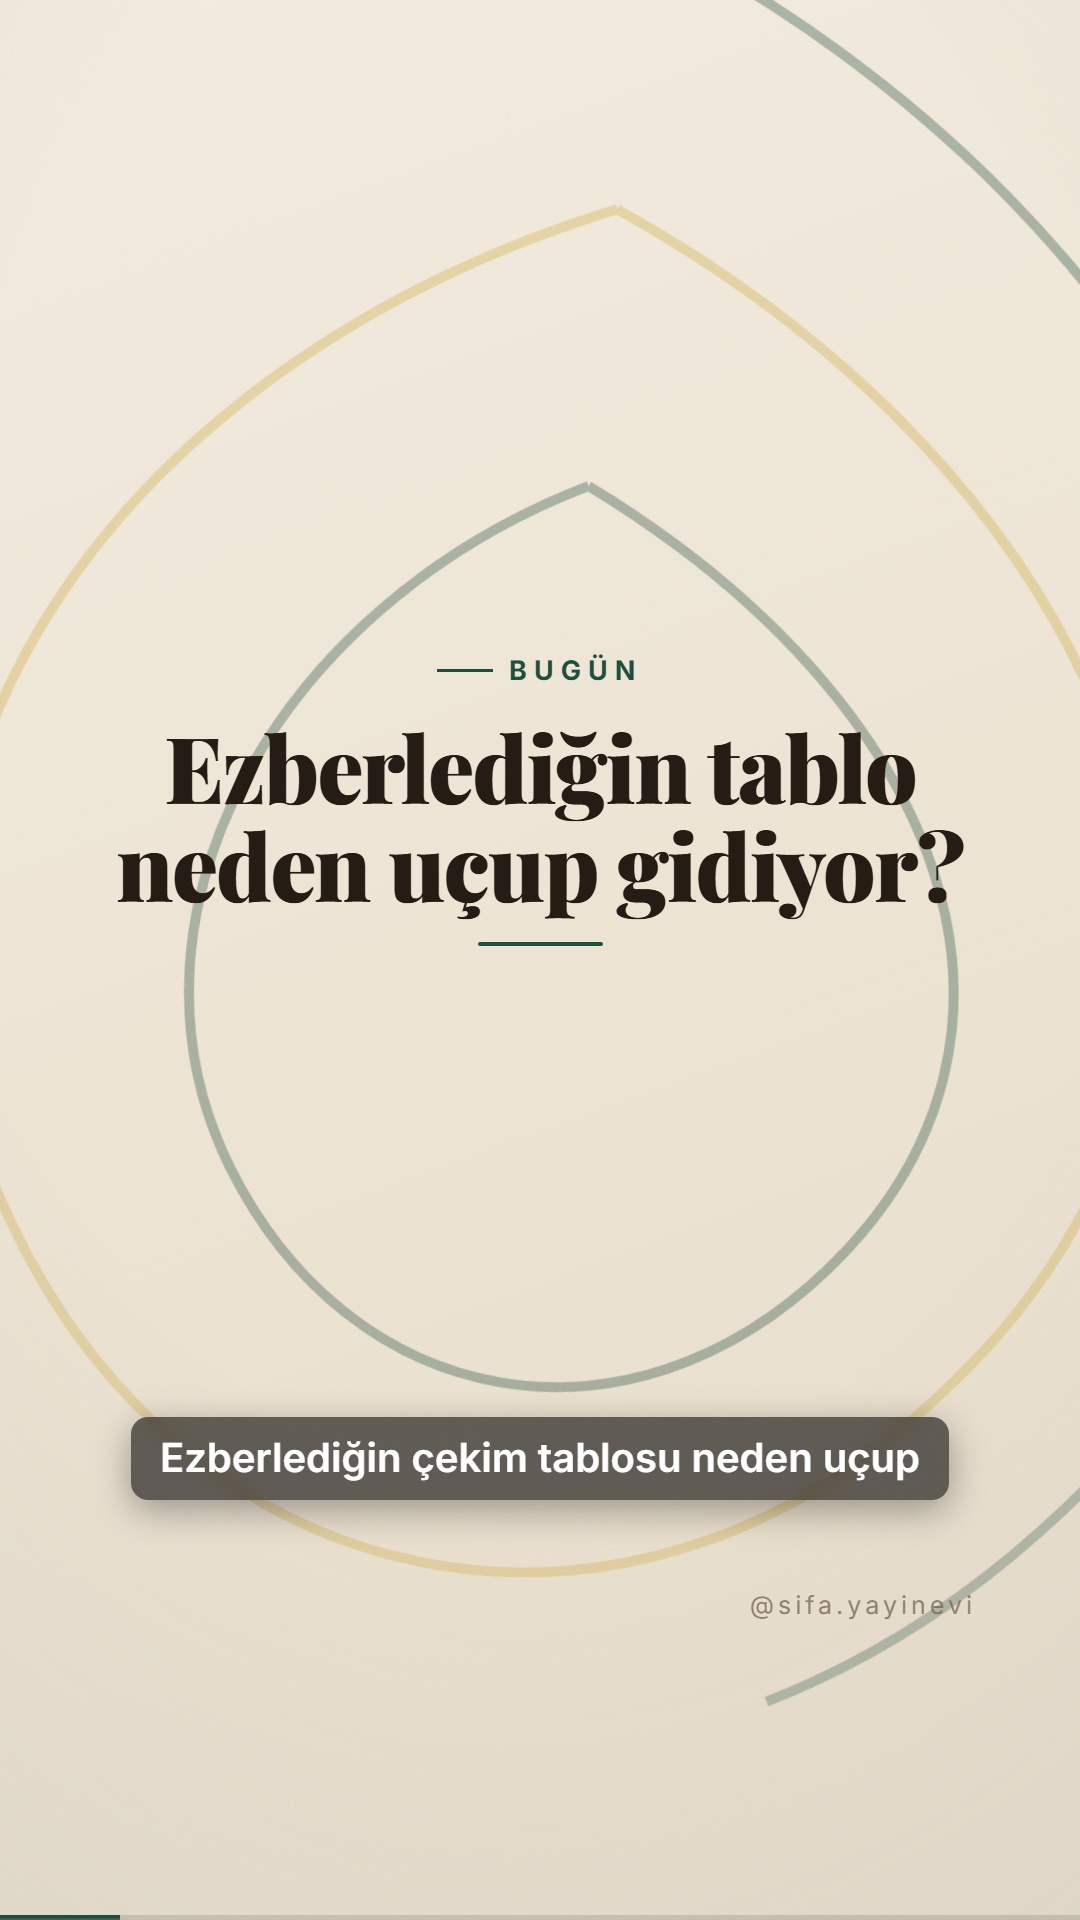 BUGÜN
Ezberlediğin tablo
neden uçup gidiyor?
Ezberlediğin çekim tablosu neden uçup
@sifa.yayinevi